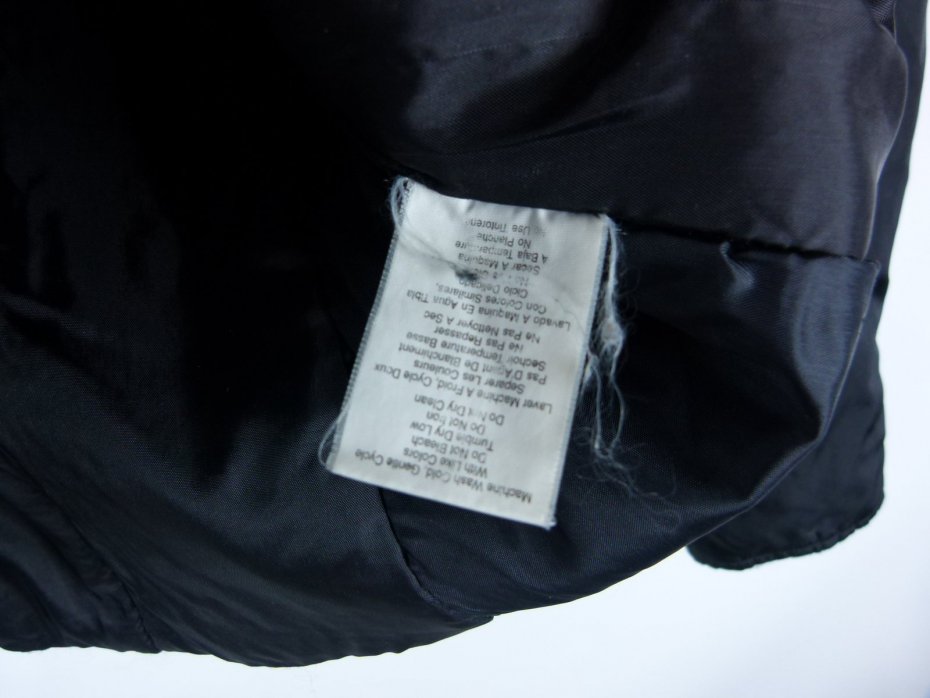 Machine Wash Cold, Gentle Cycle
With Like Colors
Do Not Bleach
Tumble Dry Low
Do Not Iron
Do Not Dry Clean
Laver Machine A Froid, Cycle Doux
Separer Les Couleurs
Pas D'Agent De Blanchiment
Sechoir Temperature Basse
Ne Pas Repasser
Ne Pas Nettoyer A Sec
Lavado A Maquina En Agua Tibla
Con Colores Similares,
Ciclo Delicado
Secar A Maquina
A Baja Temperature
No Planche
Use